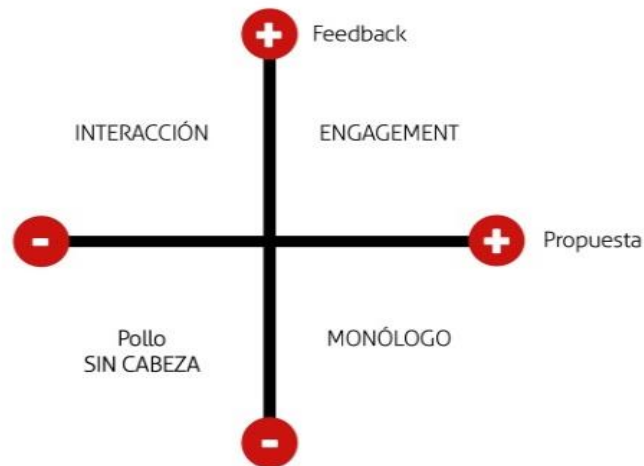 + Feedback
INTERACCIÓN ENGAGEMENT
- + Propuesta
Pollo
SIN CABEZA
MONÓLOGO
-